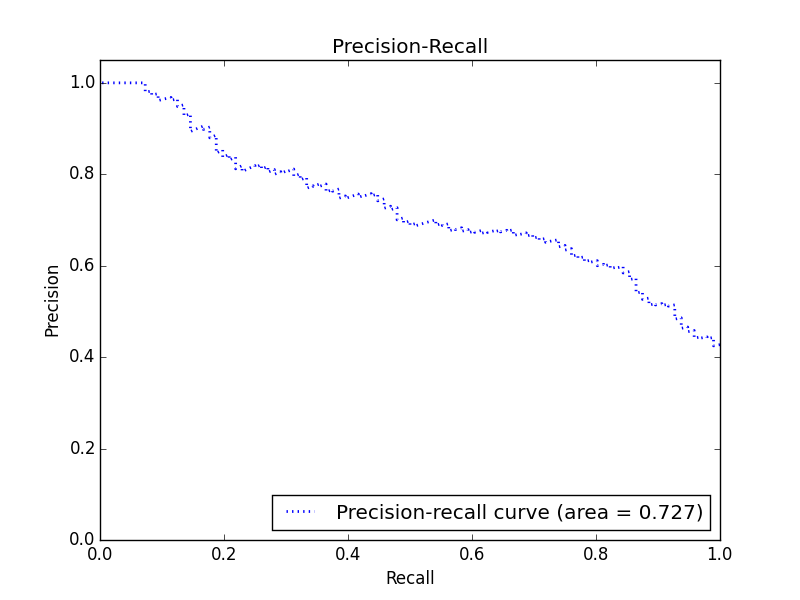 Precision-Recall
1.0
0.8
0.6
0.4
0.2
0.0
Precision
Precision-recall curve (area = 0.727)
0.0 0.2 0.4 0.6 0.8 1.0
Recall